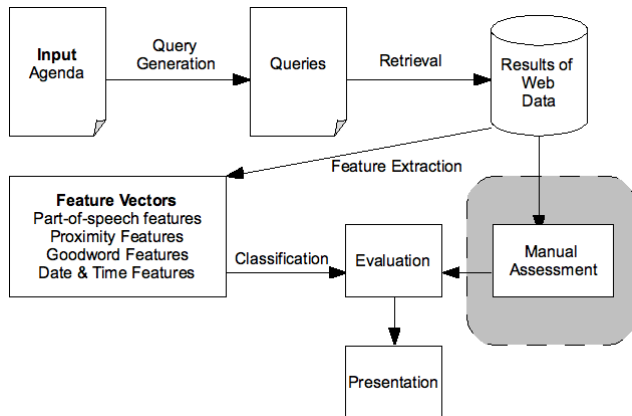 Input
Agenda
Query
Generation
Queries
Retrieval
Results of
Web
Data
Feature Extraction
Feature Vectors
Part-of-speech features
Proximity Features
Goodword Features
Date & Time Features
Classification
Evaluation
Manual
Assessment
Presentation